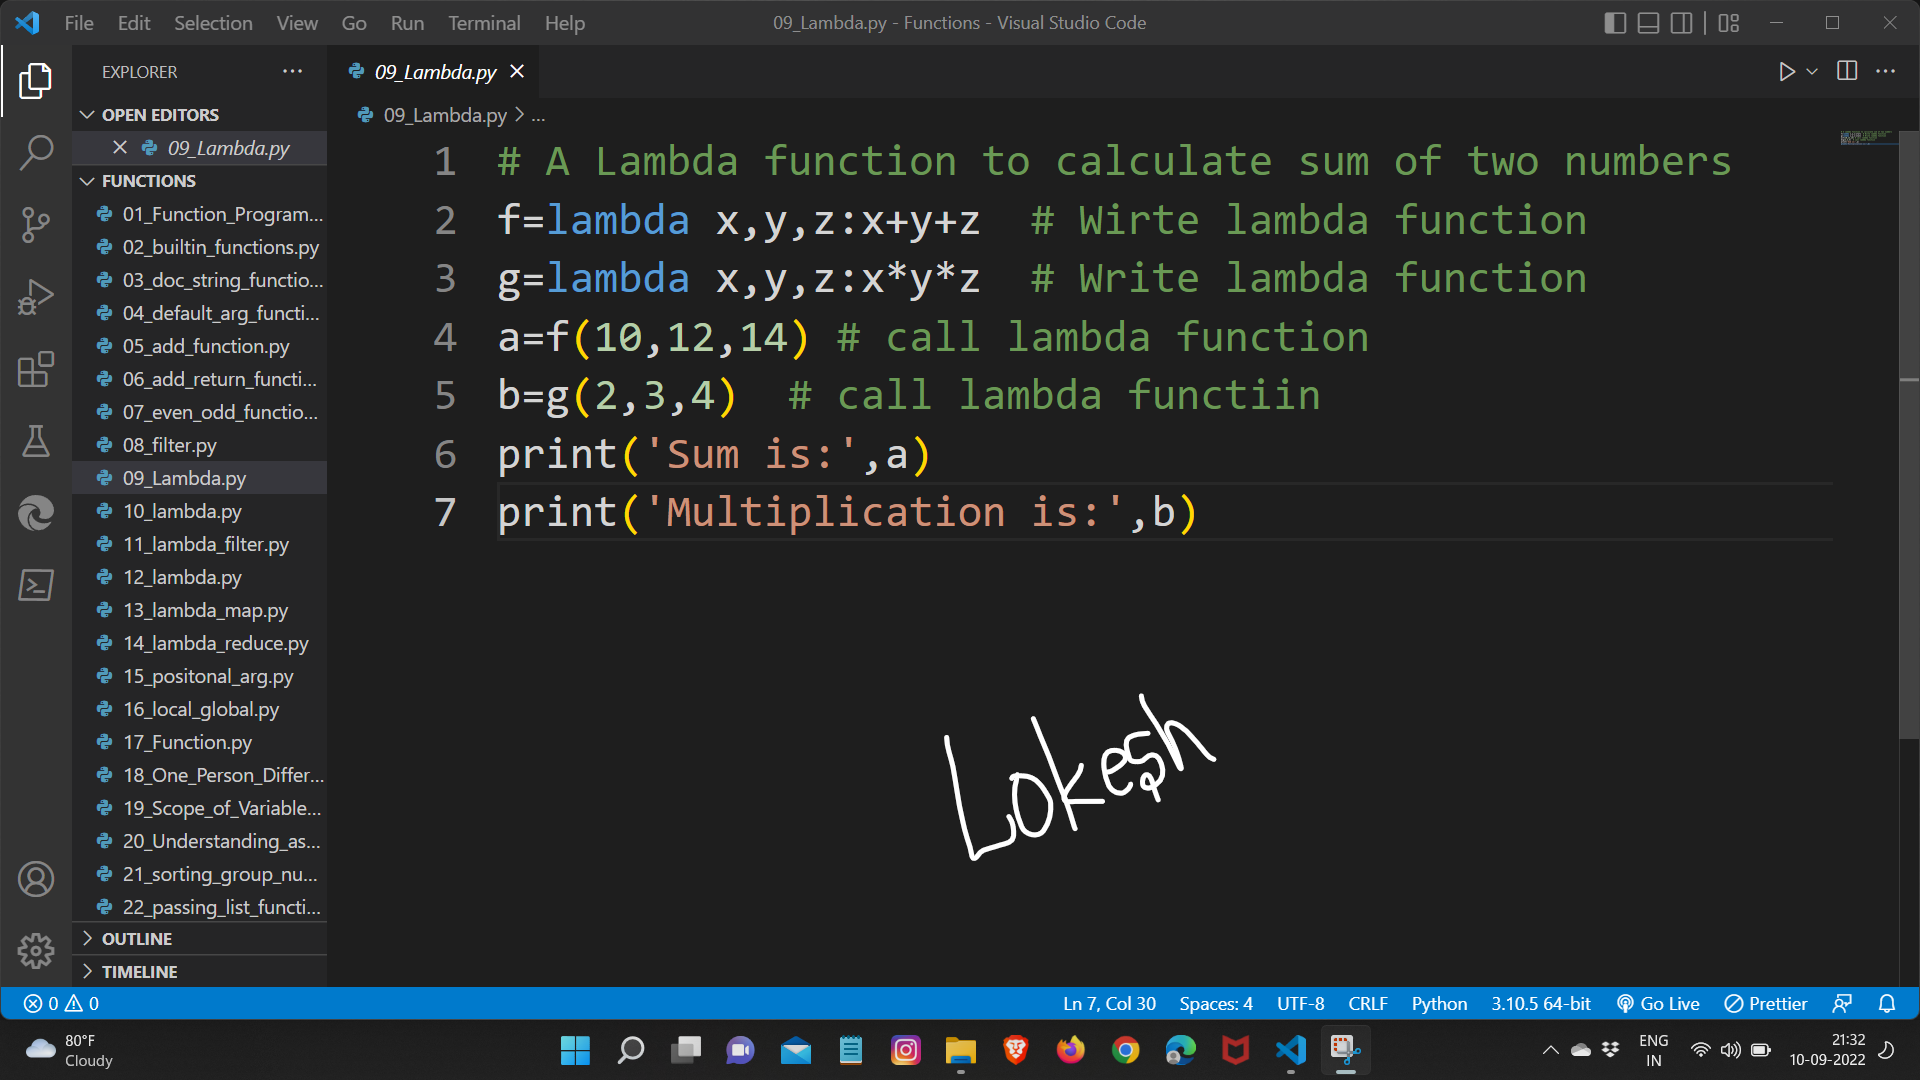 File Edit Selection View Go Run Terminal Help
09_Lambda.py - Functions - Visual Studio Code
EXPLORER
OPEN EDITORS
09_Lambda.py
FUNCTIONS
01_Function_Program...
02_builtin_functions.py
03_doc_string_functio...
04_default_arg_functi...
05_add_function.py
06_add_return_functi...
07_even_odd_functio...
08_filter.py
09_Lambda.py
10_lambda.py
11_lambda_filter.py
12_lambda.py
13_lambda_map.py
14_lambda_reduce.py
15_positonal_arg.py
16_local_global.py
17_Function.py
18_One_Person_Differ...
19_Scope_of_Variable...
20_Understanding_as...
21_sorting_group_nu...
22_passing_list_functi...
OUTLINE
TIMELINE
09_Lambda.py
09_Lambda.py > ...
1 # A Lambda function to calculate sum of two numbers
2 f=lambda x,y,z:x+y+z # Wirte lambda function
3 g=lambda x,y,z:x*y*z # Write lambda function
4 a=f(10,12,14) # call lambda function
5 b=g(2,3,4) # call lambda functiin
6 print('Sum is:',a)
7 print('Multiplication is:',b)
Lokesh
0 0
Ln 7, Col 30 Spaces: 4 UTF-8 CRLF Python 3.10.5 64-bit Go Live Prettier
80°F
Cloudy
ENG
IN
21:32
10-09-2022